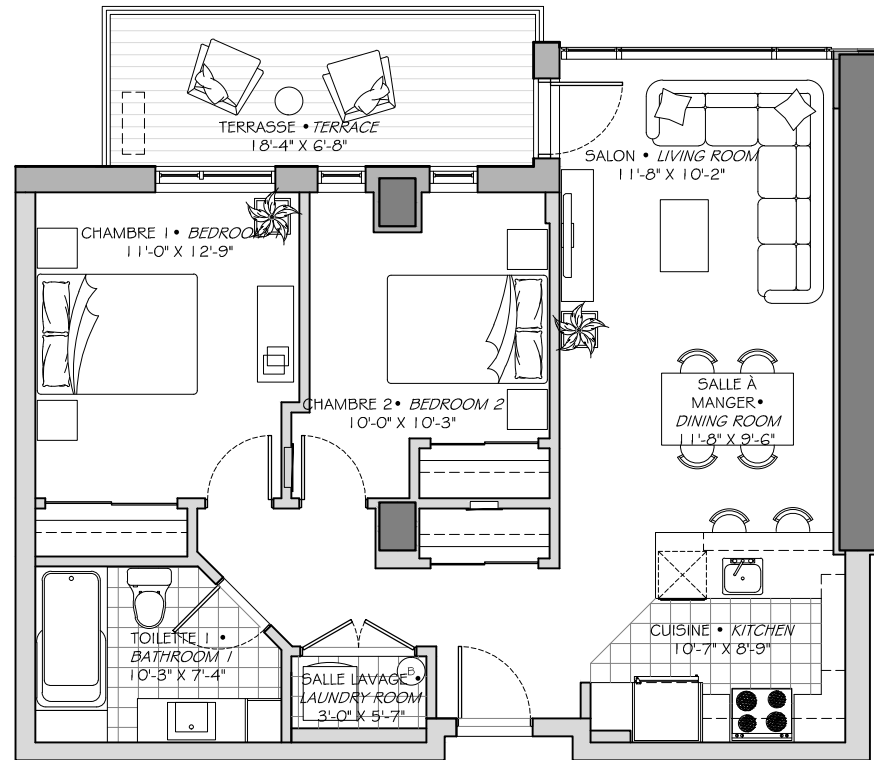 TERRASSE • TERRACE
18'-4" X 6'-8"
SALON • LIVING ROOM
11'-8" X 10'-2"
CHAMBRE 1 • BEDROOM 1
11'-0" X 12'-9"
CHAMBRE 2 • BEDROOM 2
10'-0" X 10'-3"
SALLE À
MANGER •
DINING ROOM
11'-8" X 9'-6"
CUISINE • KITCHEN
10'-7" X 8'-9"
TOILETTE 1 •
BATHROOM 1
10'-3" X 7'-4"
B
SALLE LAVAGE •
LAUNDRY ROOM
3'-0" X 5'-7"